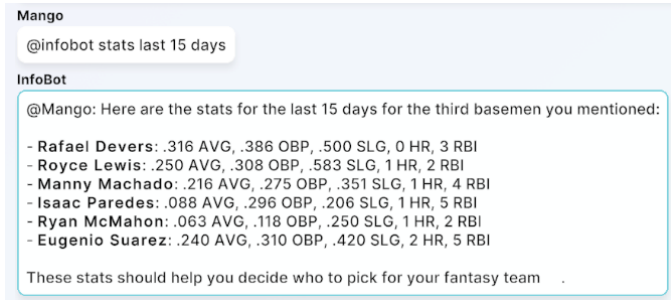 Mango
@infobot stats last 15 days
InfoBot
@Mango: Here are the stats for the last 15 days for the third basemen you mentioned:
- Rafael Devers: .316 AVG, .386 OBP, .500 SLG, 0 HR, 3 RBI
- Royce Lewis: .250 AVG, .308 OBP, .583 SLG, 1 HR, 2 RBI
- Manny Machado: .216 AVG, .275 OBP, .351 SLG, 1 HR, 4 RBI
- Isaac Paredes: .088 AVG, .296 OBP, .206 SLG, 1 HR, 5 RBI
- Ryan McMahon: .063 AVG, .118 OBP, .250 SLG, 1 HR, 2 RBI
- Eugenio Suarez: .240 AVG, .310 OBP, .420 SLG, 2 HR, 5 RBI
These stats should help you decide who to pick for your fantasy team .